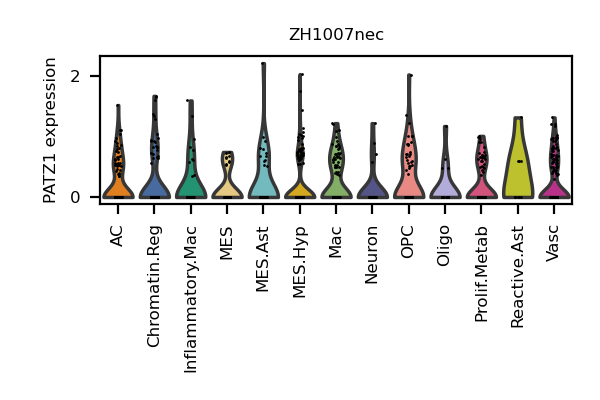 ZH1007nec
PATZ1 expression
2
0
AC
Chromatin.Reg
Inflammatory.Mac
MES
MES.Ast
MES.Hyp
Mac
Neuron
OPC
Oligo
Prolif.Metab
Reactive.Ast
Vasc